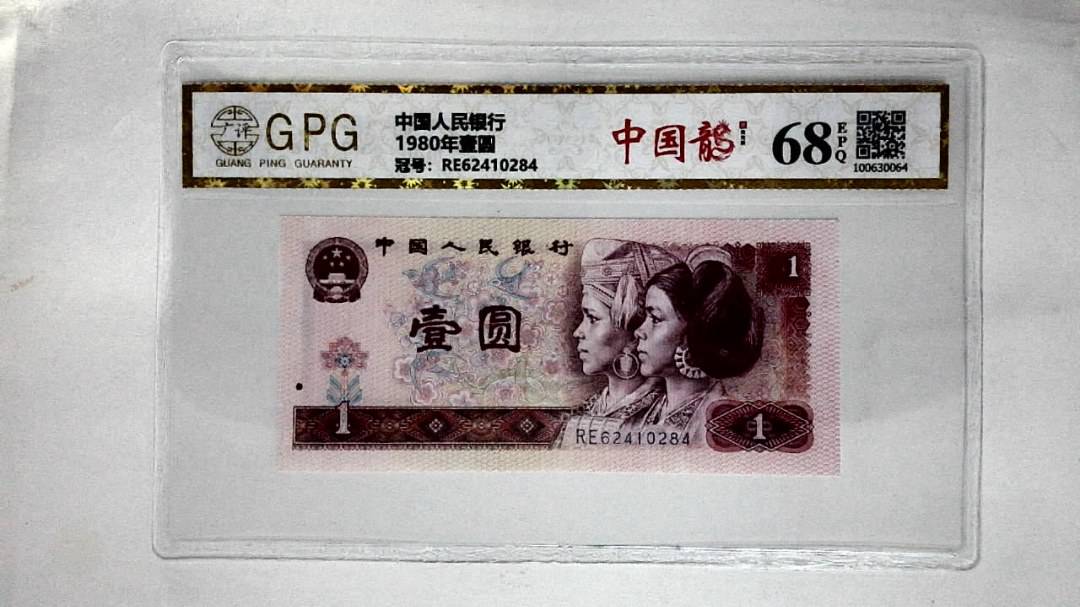 广评
GPG
GUANG PING GUARANTY
中国人民银行
1980年壹圆
冠号：RE62410284
中国龍
68
EPQ
100630064
中国人民银行
1
壹圆
1
RE62410284
1